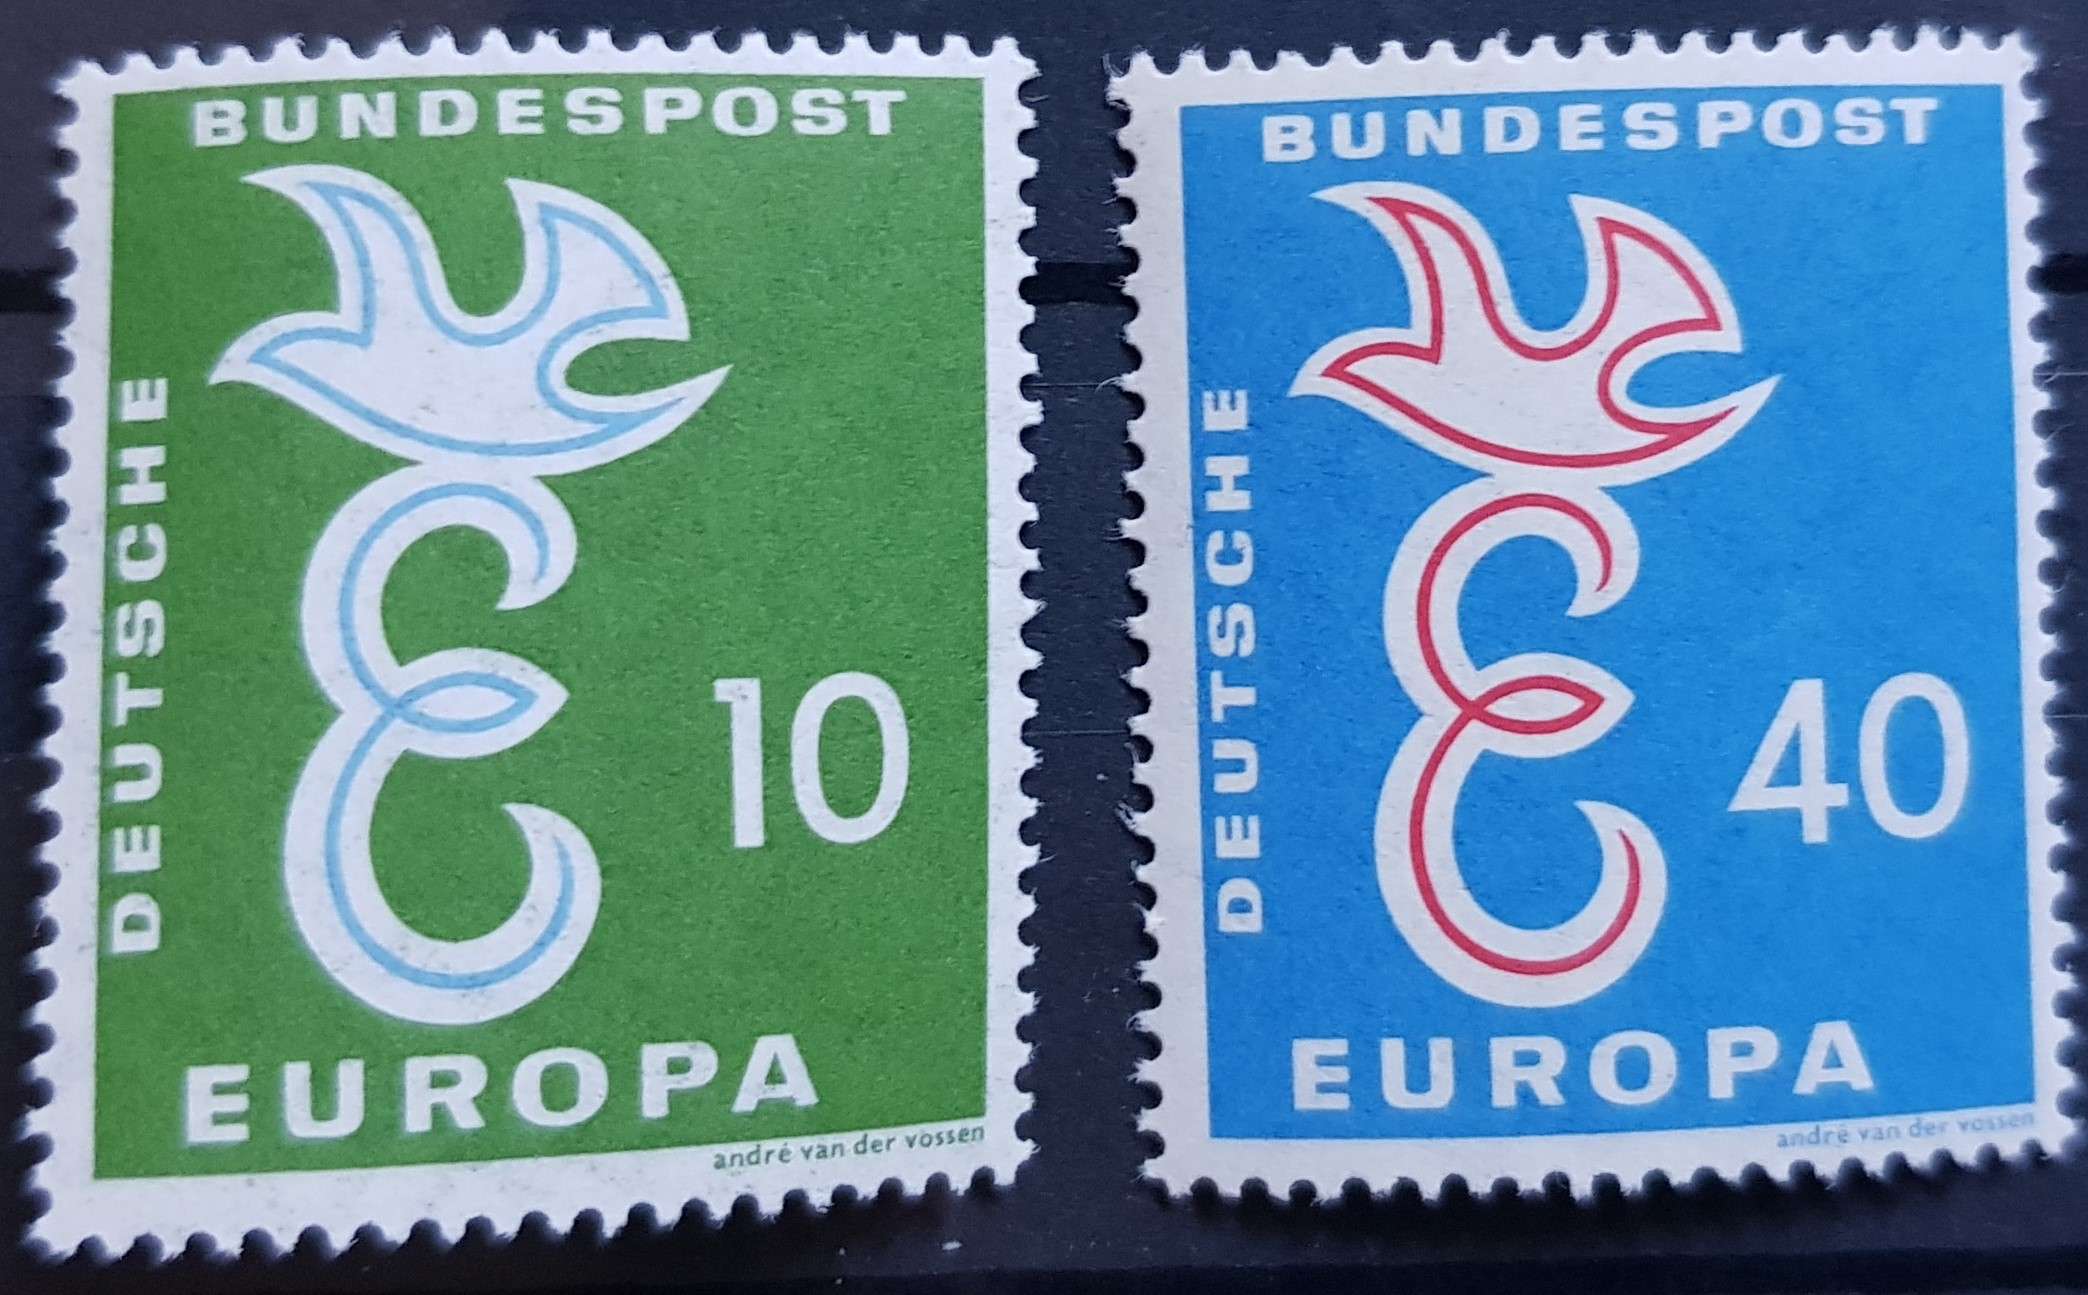 BUNDESPOST
DEUTSCHE
10
EUROPA
andré van der vossen
BUNDESPOST
DEUTSCHE
40
EUROPA
andré van der vossen